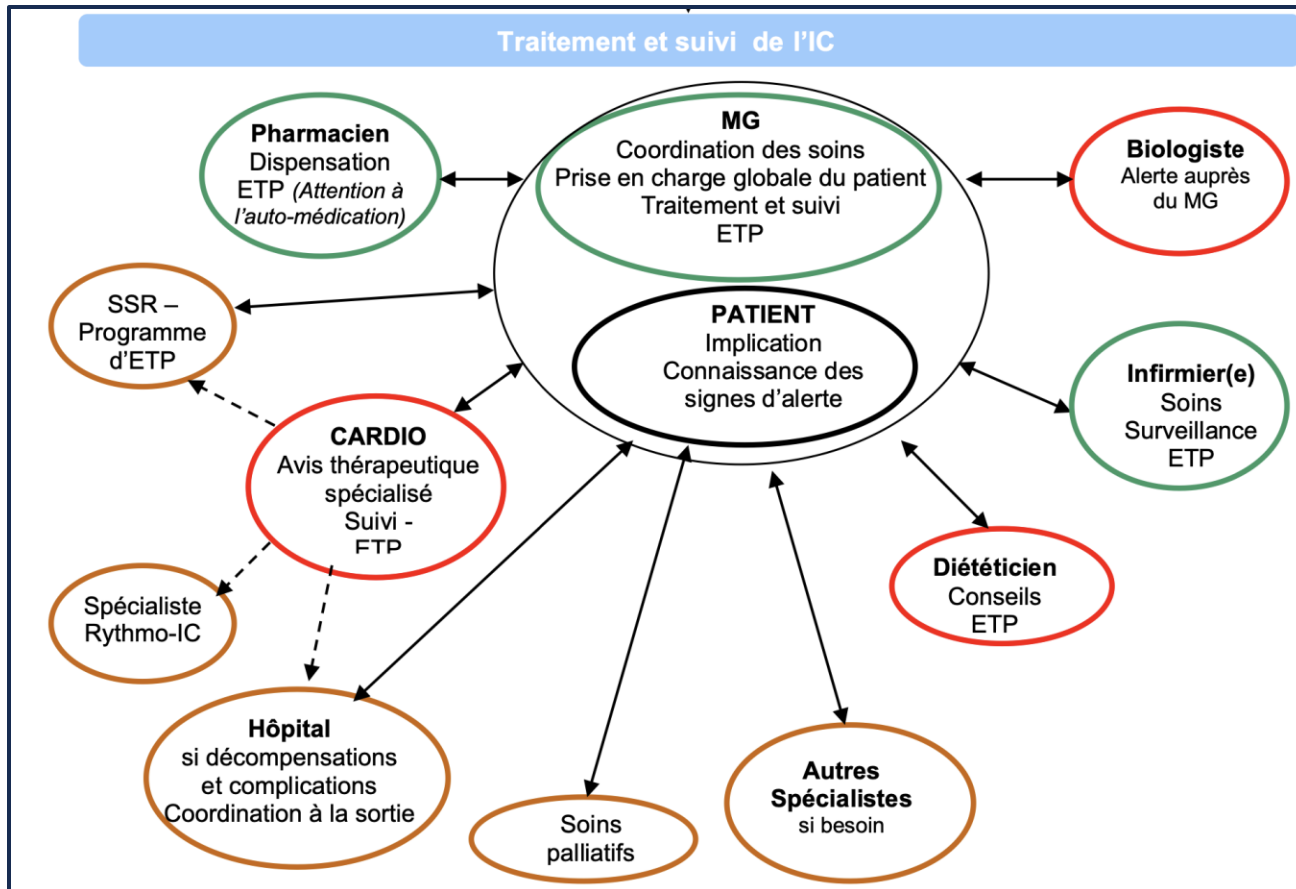 Traitement et suivi de l'IC
Pharmacien
Dispensation
ETP (Attention à
l'auto-médication)
MG
Coordination des soins
Prise en charge globale du patient
Traitement et suivi
ETP
Biologiste
Alerte auprès
du MG
SSR –
Programme
d'ETP
PATIENT
Implication
Connaissance des
signes d'alerte
Infirmier(e)
Soins
Surveillance
ETP
CARDIO
Avis thérapeutique
spécialisé
Suivi -
ETP
Diététicien
Conseils
ETP
Spécialiste
Rythmo-IC
Hôpital
si décompensations
et complications
Coordination à la sortie
Soins
palliatifs
Autres
Spécialistes
si besoin